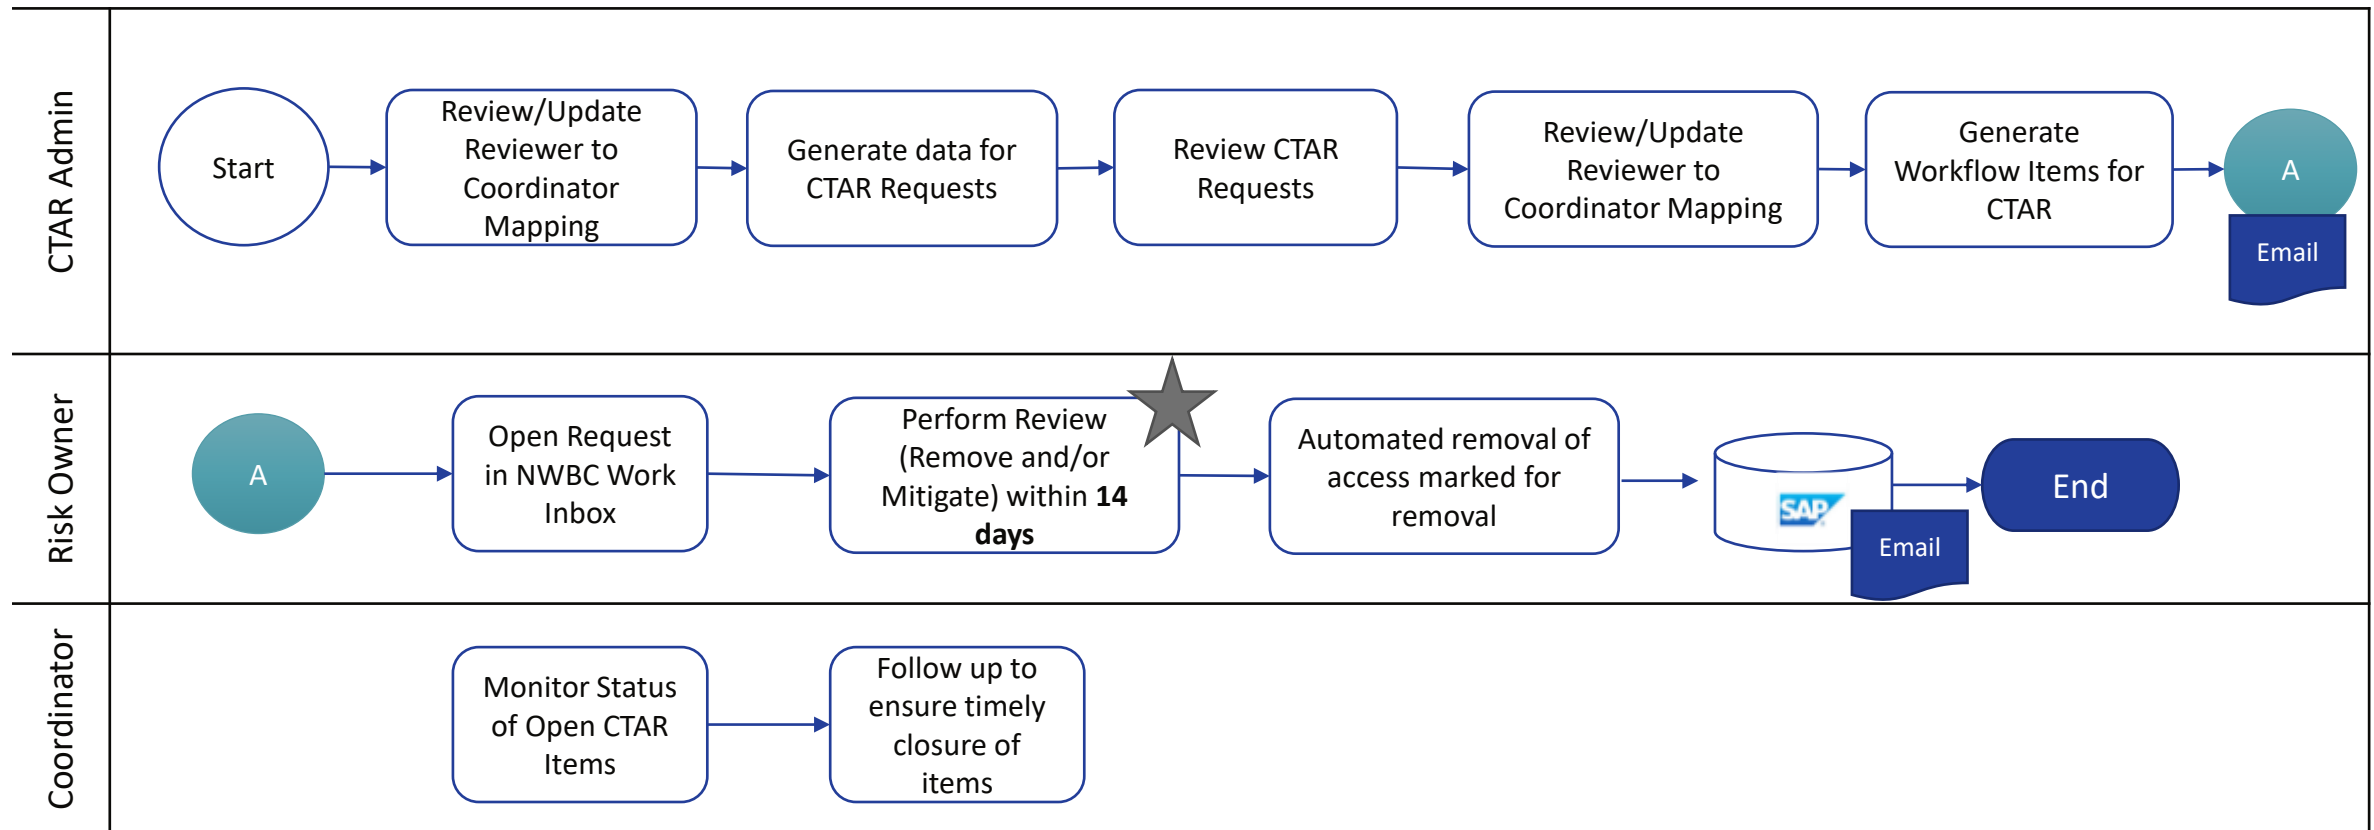 CTAR Admin
Start
Review/Update
Reviewer to
Coordinator
Mapping
Generate data for
CTAR Requests
Review CTAR
Requests
Review/Update
Reviewer to
Coordinator Mapping
Generate
Workflow Items for
CTAR
A
Email
Risk Owner
A
Open Request
in NWBC Work
Inbox
Perform Review
(Remove and/or
Mitigate) within 14
days
Automated removal of
access marked for
removal
SAP
Email
End
Coordinator
Monitor Status
of Open CTAR
Items
Follow up to
ensure timely
closure of
items